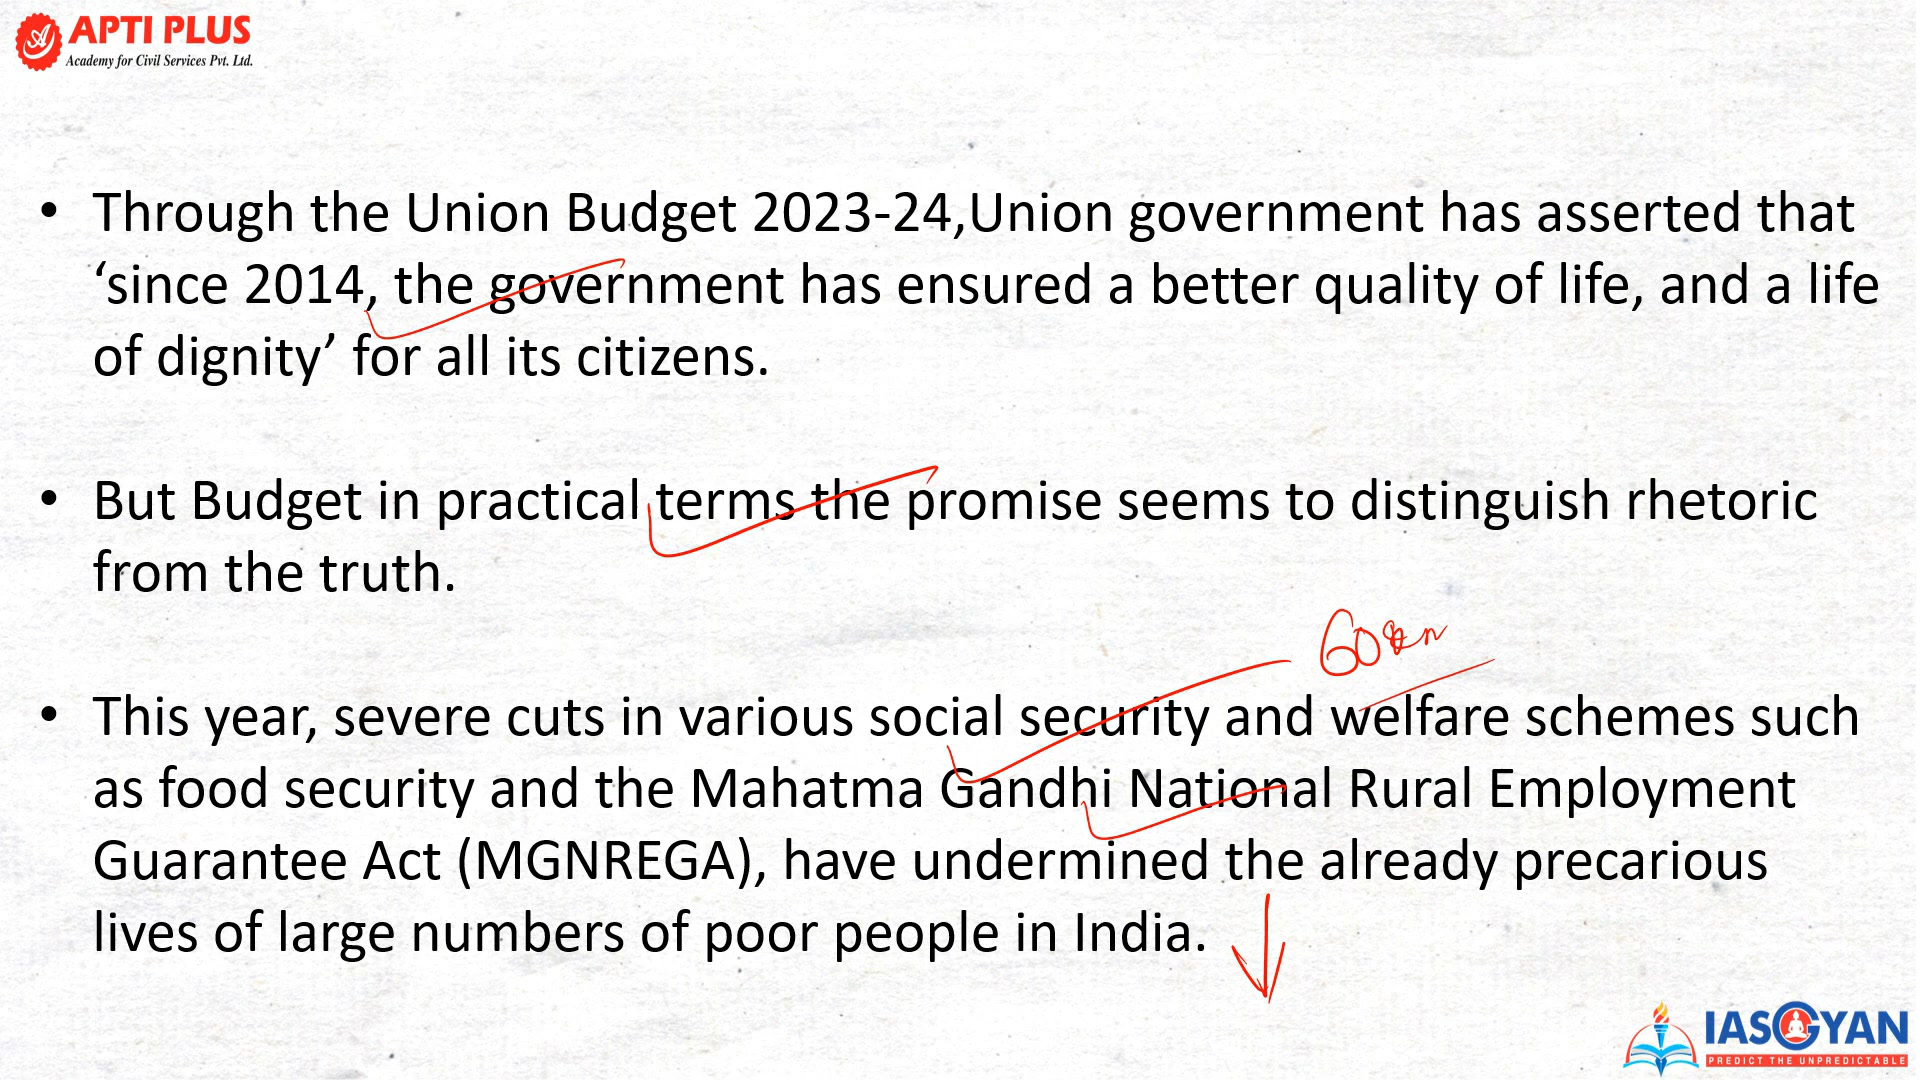 APTI PLUS
Academy for Civil Services Pvt. Ltd.
• Through the Union Budget 2023-24,Union government has asserted that
‘since 2014, the government has ensured a better quality of life, and a life
of dignity’ for all its citizens.
• But Budget in practical terms the promise seems to distinguish rhetoric
from the truth.
60
• This year, severe cuts in various social security and welfare schemes such
as food security and the Mahatma Gandhi National Rural Employment
Guarantee Act (MGNREGA), have undermined the already precarious
lives of large numbers of poor people in India.
IASGYAN
PREDICT THE UNPREDICTABLE